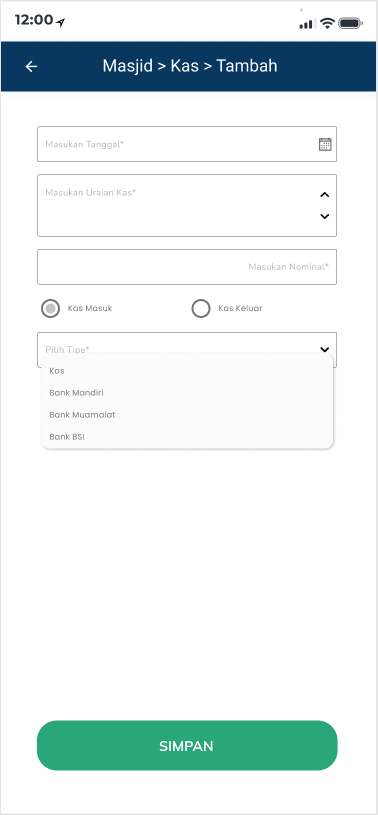 12:00
Masjid > Kas > Tambah
Masukan Tanggal*
Masukan Uraian Kas*
Masukan Nominal*
Kas Masuk
Kas Keluar
Pilih Tipe*
Kas
Bank Mandiri
Bank Muamalat
Bank BSI
SIMPAN